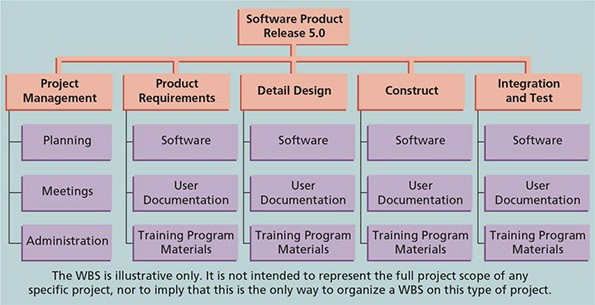 Software Product
Release 5.0
Project
Management
Product
Requirements
Detail Design
Construct
Integration
and Test
Planning
Software
Software
Software
Software
Meetings
User
Documentation
User
Documentation
User
Documentation
User
Documentation
Administration
Training Program
Materials
Training Program
Materials
Training Program
Materials
Training Program
Materials
The WBS is illustrative only. It is not intended to represent the full project scope of any
specific project, nor to imply that this is the only way to organize a WBS on this type of project.